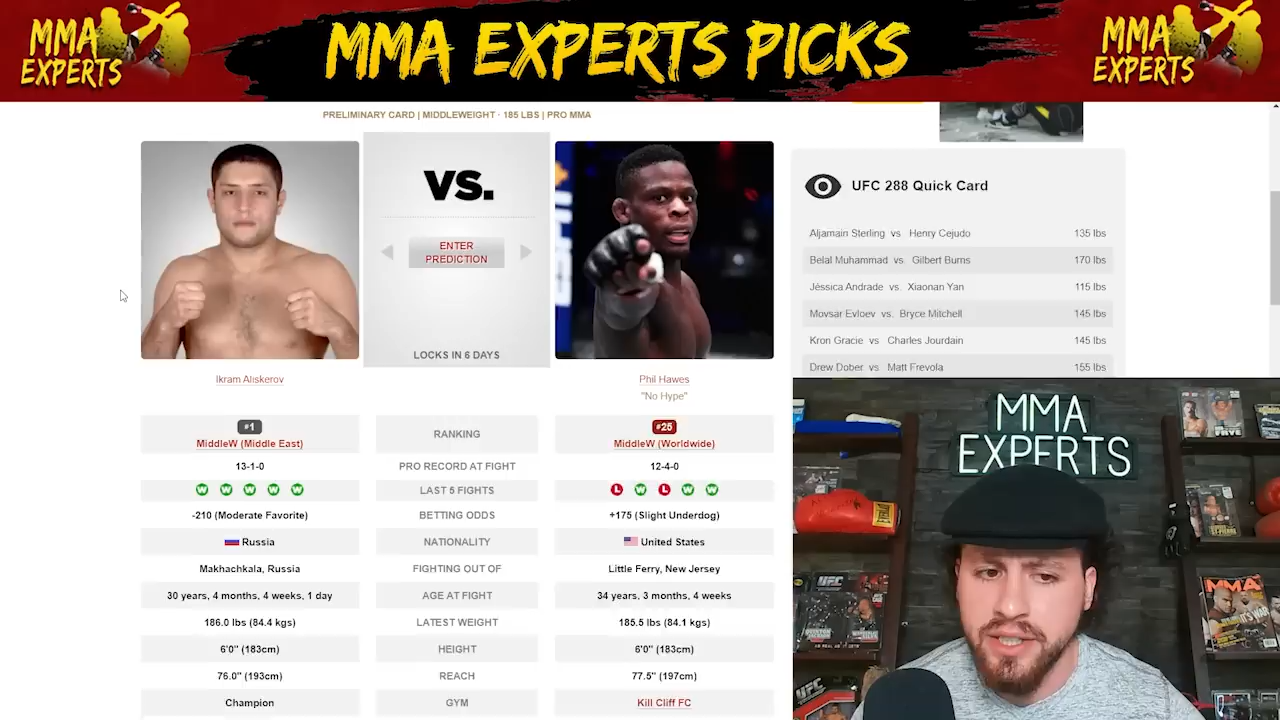 MMA EXPERTS
MMA EXPERTS PICKS
MMA EXPERTS
PRELIMINARY CARD | MIDDLEWEIGHT · 185 LBS | PRO MMA
VS.
ENTER PREDICTION
LOCKS IN 6 DAYS
Ikram Aliskerov
Phil Hawes
"No Hype"
#1
MiddleW (Middle East)
RANKING
#25
MiddleW (Worldwide)
13-1-0 PRO RECORD AT FIGHT 12-4-0
W W W W W LAST 5 FIGHTS L W L W W
-210 (Moderate Favorite) BETTING ODDS +175 (Slight Underdog)
Russia NATIONALITY United States
Makhachkala, Russia FIGHTING OUT OF Little Ferry, New Jersey
30 years, 4 months, 4 weeks, 1 day AGE AT FIGHT 34 years, 3 months, 4 weeks
186.0 lbs (84.4 kgs) LATEST WEIGHT 185.5 lbs (84.1 kgs)
6'0" (183cm) HEIGHT 6'0" (183cm)
76.0" (193cm) REACH 77.5" (197cm)
Champion GYM Kill Cliff FC
UFC 288 Quick Card
Aljamain Sterling vs Henry Cejudo 135 lbs
Belal Muhammad vs. Gilbert Burns 170 lbs
Jéssica Andrade vs. Xiaonan Yan 115 lbs
Movsar Evloev vs. Bryce Mitchell 145 lbs
Kron Gracie vs Charles Jourdain 145 lbs
Drew Dober vs Matt Frevola 155 lbs
MMA
EXPERTS
FRYE
UFC
MMA
UFC